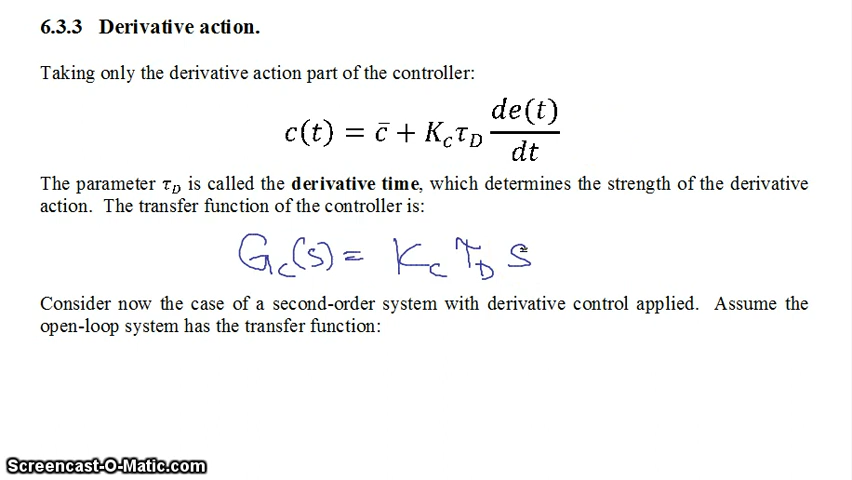 6.3.3 Derivative action.
Taking only the derivative action part of the controller:
c(t) = c̄ + K_c τ_D de(t)/dt
The parameter τ_D is called the derivative time, which determines the strength of the derivative
action. The transfer function of the controller is:
G_c(s) = K_c τ_D s
Consider now the case of a second-order system with derivative control applied. Assume the
open-loop system has the transfer function:
Screencast-O-Matic.com